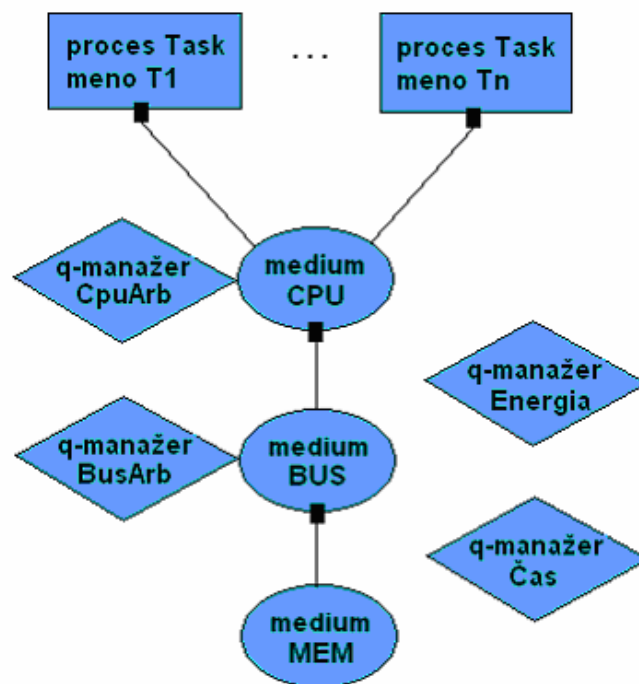 proces Task
meno T1
...
proces Task
meno Tn
q-manažer
CpuArb
medium
CPU
q-manažer
Energia
q-manažer
BusArb
medium
BUS
q-manažer
Čas
medium
MEM